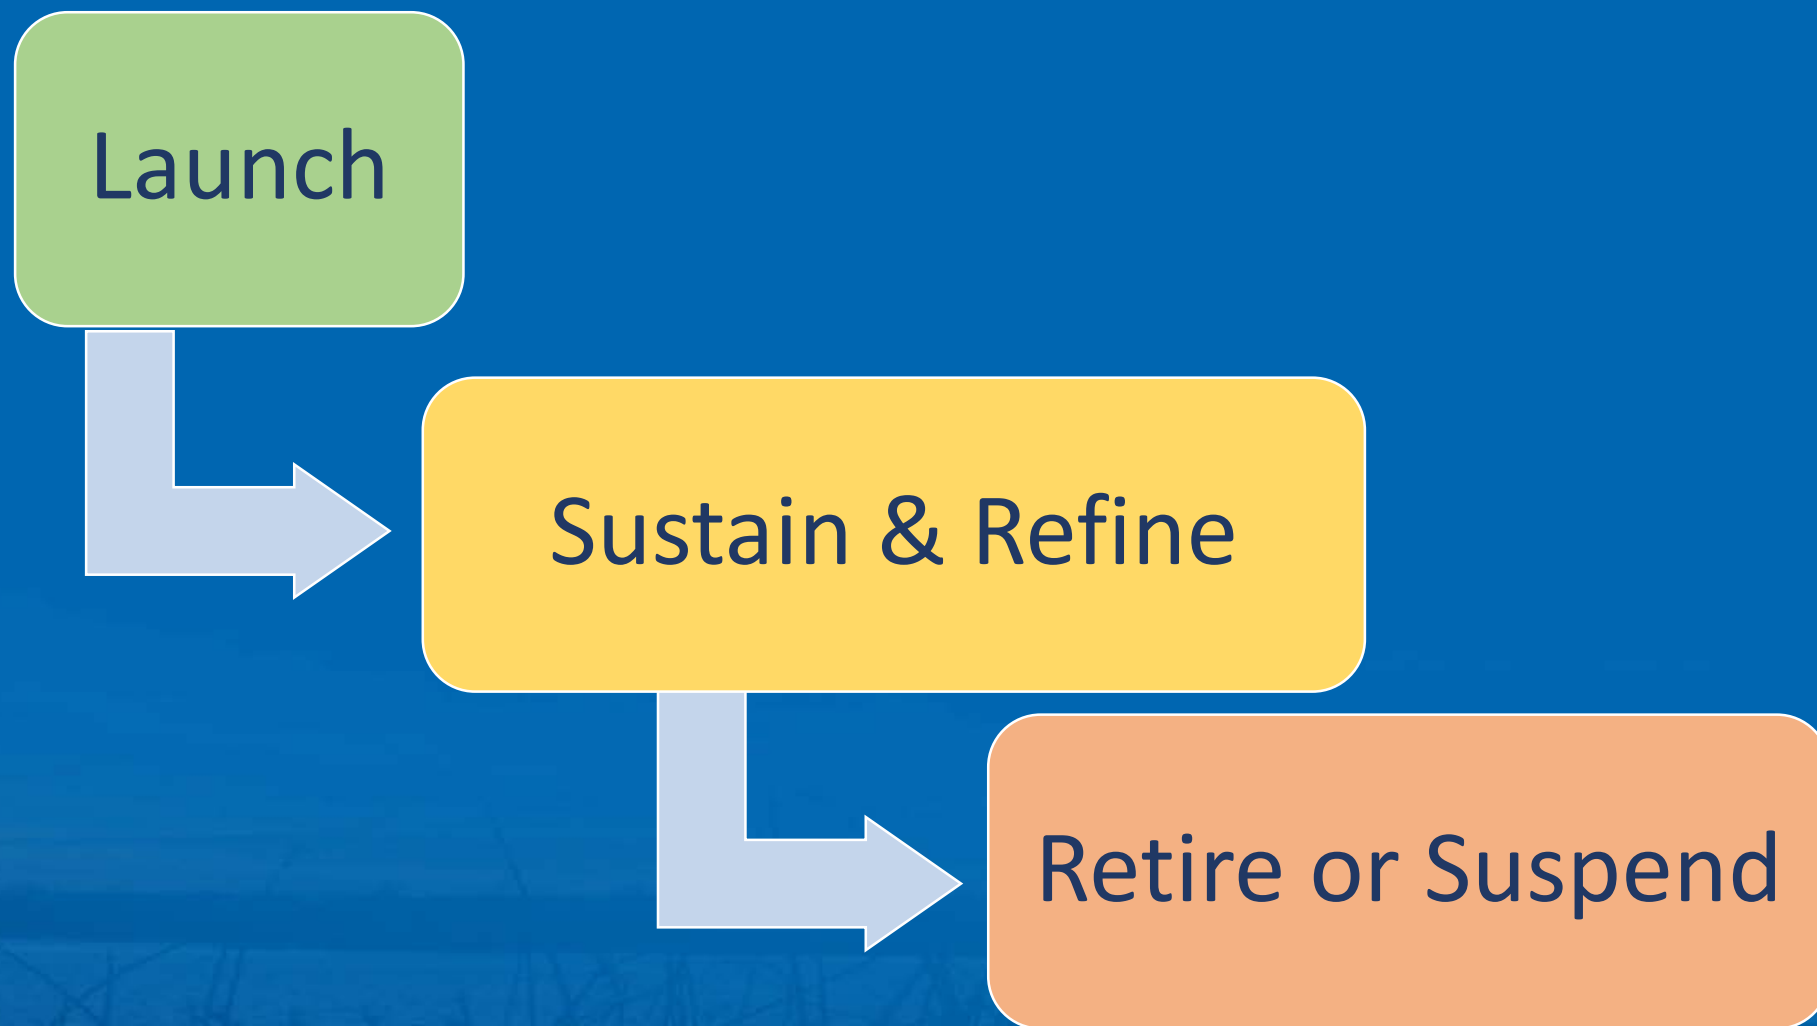 Launch
Sustain & Refine
Retire or Suspend